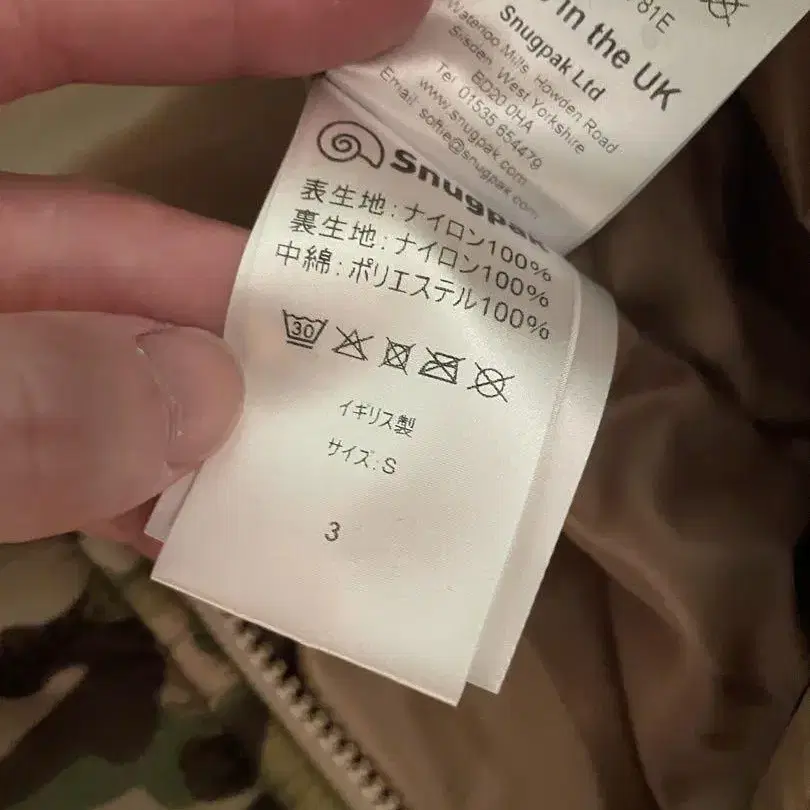 781E
in the UK
Snugpak Ltd
Waterloo Mills, Howden Road
Silsden, West Yorkshire
BD20 0HA
Tel 01535 654479
www.snugpak.com
Email: sofie@snugpak.com
Snugpak
表生地:ナイロン100%
裏生地:ナイロン100%
中綿:ポリエステル100%
30
イギリス製
サイズ:S
3